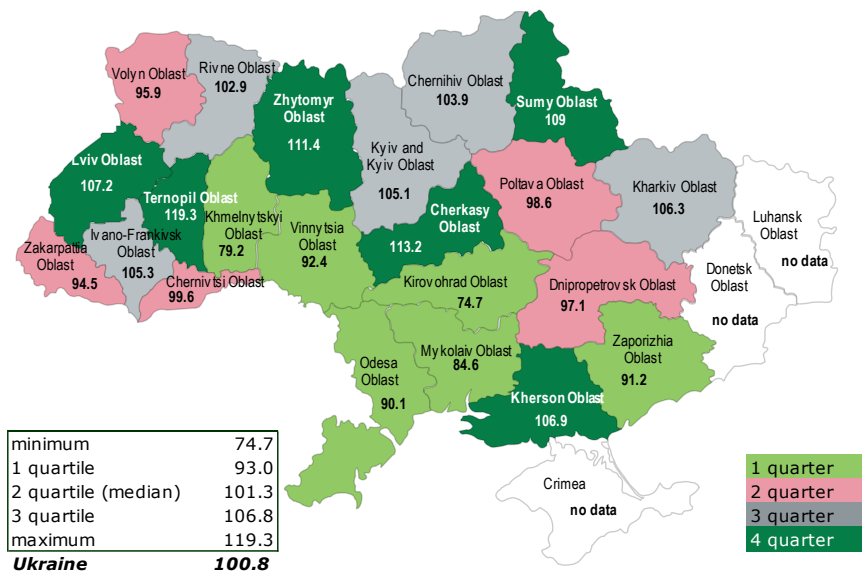 Volyn Oblast
95.9
Rivne Oblast
102.9
Zhytomyr
Oblast
111.4
Chernihiv Oblast
103.9
Sumy Oblast
109
Kyiv and
Kyiv Oblast
105.1
Lviv Oblast
107.2
Ternopil Oblast
119.3
Khmelnytskyi
Oblast
79.2
Vinnytsia
Oblast
92.4
Cherkasy
Oblast
113.2
Poltava Oblast
98.6
Kharkiv Oblast
106.3
Luhansk
Oblast
no data
Donetsk
Oblast
no data
Zakarpattia
Oblast
94.5
Ivano-Frankivsk
Oblast
105.3
Chernivtsi Oblast
99.6
Kirovohrad Oblast
74.7
Dnipropetrovsk Oblast
97.1
Zaporizhia
Oblast
91.2
Odesa
Oblast
90.1
Mykolaiv Oblast
84.6
Kherson Oblast
106.9
Crimea
no data
minimum 74.7
1 quartile 93.0
2 quartile (median) 101.3
3 quartile 106.8
maximum 119.3
Ukraine 100.8
1 quarter
2 quarter
3 quarter
4 quarter